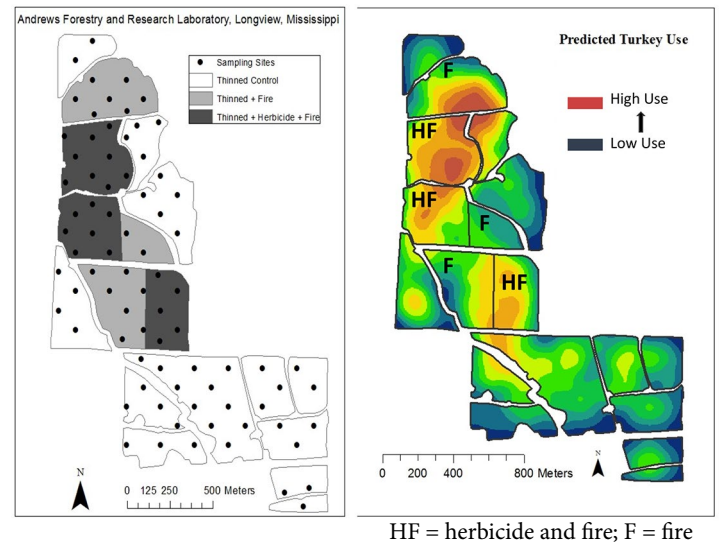 Andrews Forestry and Research Laboratory, Longview, Mississippi
Sampling Sites
Thinned Control
Thinned + Fire
Thinned + Herbicide + Fire
N
0 125 250 500 Meters
Predicted Turkey Use
High Use
Low Use
F
HF
HF
F
F
HF
0 200 400 800 Meters
N
HF = herbicide and fire; F = fire